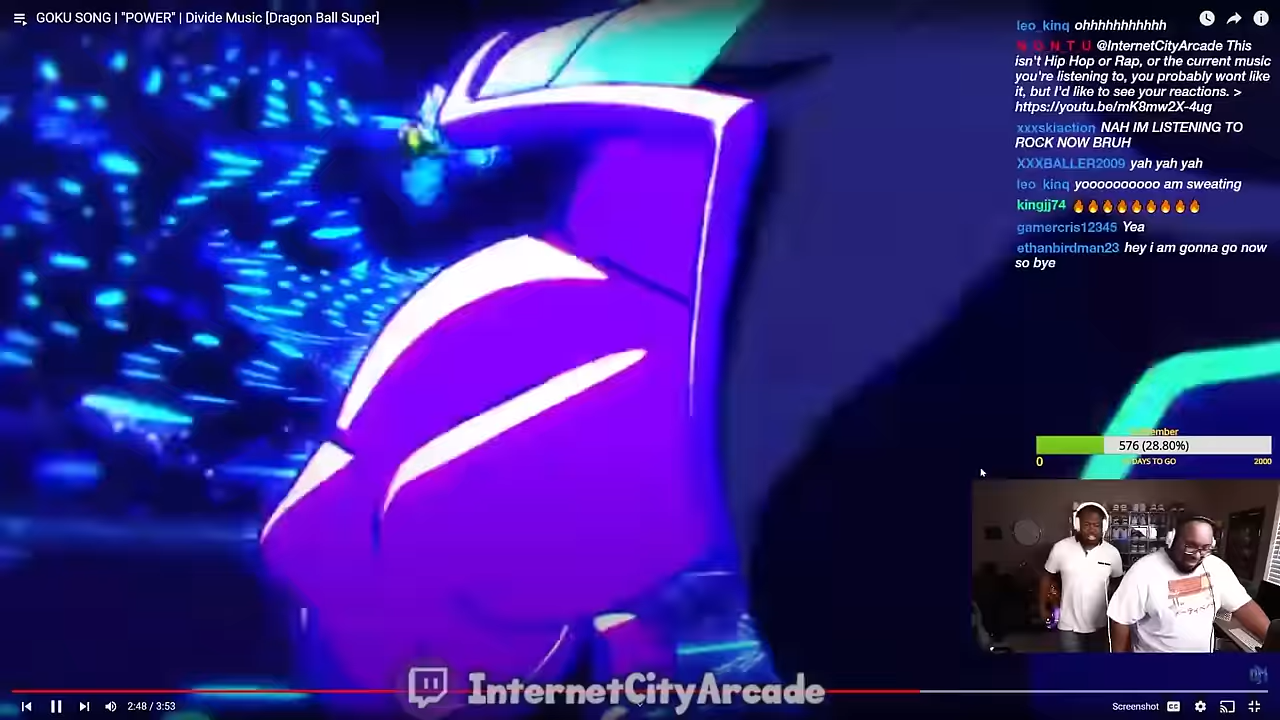 GOKU SONG | "POWER" | Divide Music [Dragon Ball Super]
leo_kinq ohhhhhhhhhhh
N O N T U @InternetCityArcade This
isn't Hip Hop or Rap, or the current music
you're listening to, you probably wont like
it, but I'd like to see your reactions. >
https://youtu.be/mK8mw2X-4ug
xxxskiaction NAH IM LISTENING TO
ROCK NOW BRUH
XXXBALLER2009 yah yah yah
leo_kinq yoooooooooo am sweating
kingjj74 🔥🔥🔥🔥🔥🔥🔥🔥🔥
gamercris12345 Yea
ethanbirdman23 hey i am gonna go now
so bye
576 (28.80%)
0 DAYS TO GO 2000
InternetCityArcade
2:48 / 3:53
Screenshot
CC